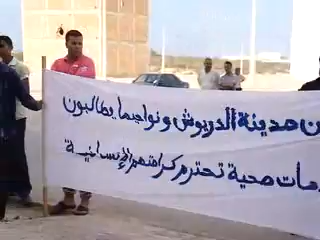 ن مدينة الدريوش ونواحيها يطالبون
مات صحية تحترم كرامتهم الإنسانية